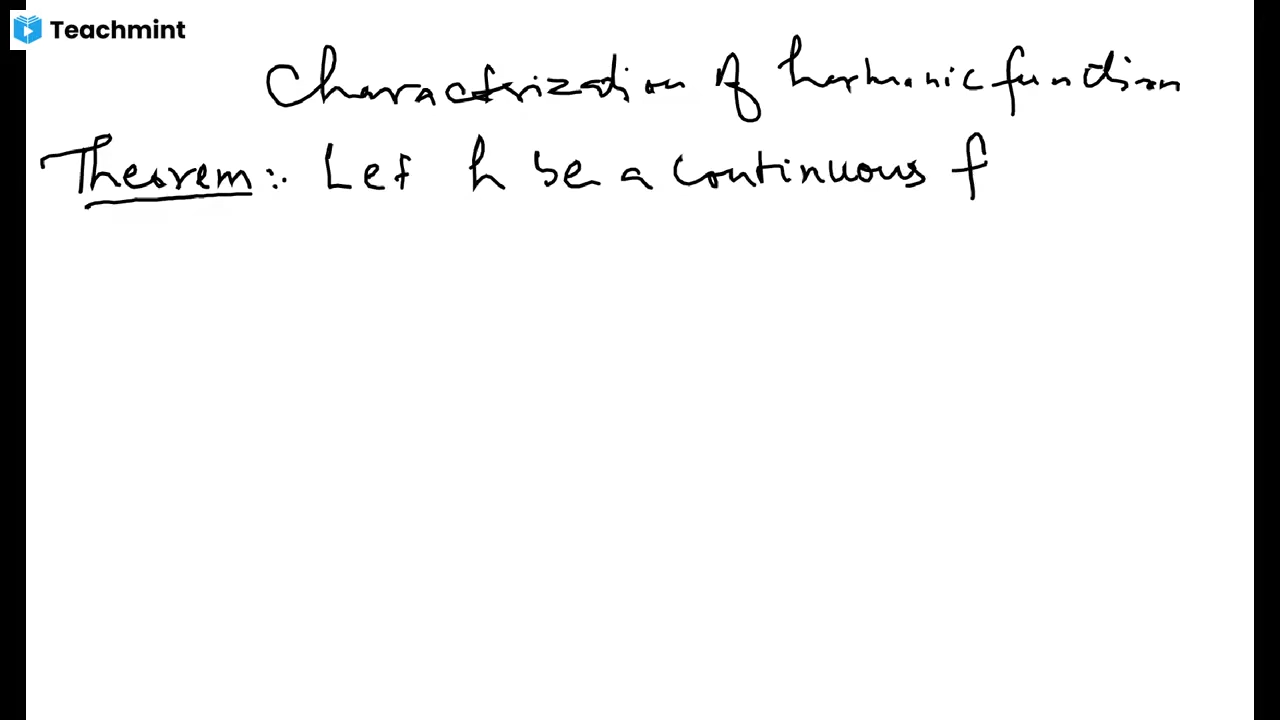 Teachmint
Characterization of harmonic function
Theorem:. Let h be a continuous f